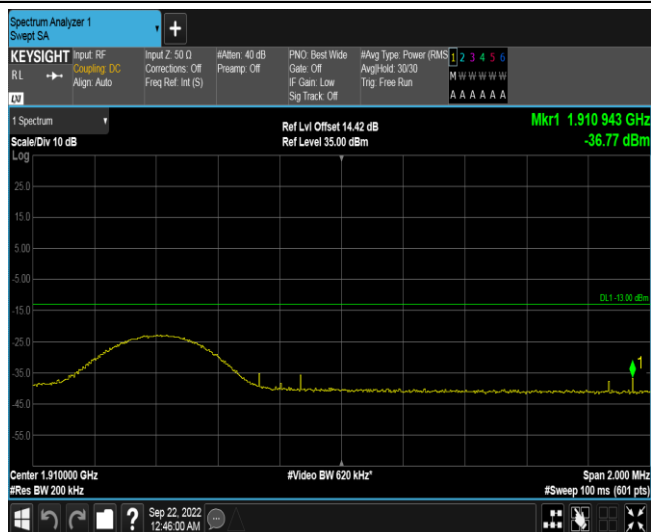 Spectrum Analyzer 1
Swept SA
+
KEYSIGHT Input: RF Input Z: 50 Ω #Atten: 40 dB PNO: Best Wide #Avg Type: Power (RMS 1 2 3 4 5 6
RL Coupling: DC Corrections: Off Preamp: Off Gate: Off Avg|Hold: 30/30 M W W W W W
Align: Auto Freq Ref: Int (S) IF Gain: Low Trig: Free Run
Sig Track: Off A A A A A A
LXI
1 Spectrum
Scale/Div 10 dB
Ref Lvl Offset 14.42 dB
Ref Level 35.00 dBm
Mkr1 1.910 943 GHz
-36.77 dBm
Log
25.0
15.0
5.00
-5.00
DL1 -13.00 dBm
-15.0
-25.0
-35.0
1
-45.0
-55.0
Center 1.910000 GHz #Video BW 620 kHz* Span 2.000 MHz
#Res BW 200 kHz #Sweep 100 ms (601 pts)
?
Sep 22, 2022
12:46:00 AM